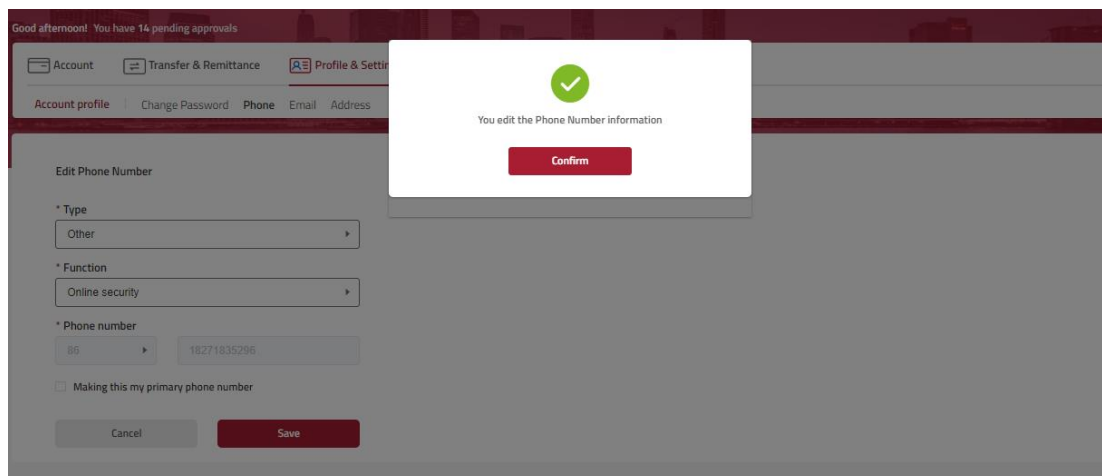 Good afternoon! You have 14 pending approvals
Account Transfer & Remittance Profile & Settin
Account profile Change Password Phone Email Address
You edit the Phone Number information
Confirm
Edit Phone Number
* Type
Other
* Function
Online security
* Phone number
86 18271835296
Making this my primary phone number
Cancel Save